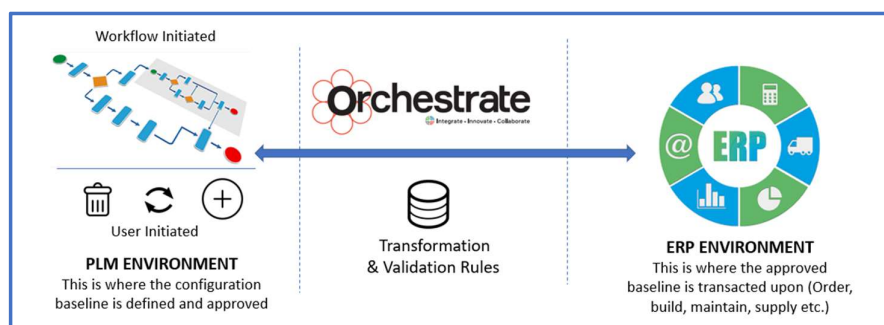 Workflow Initiated
User Initiated
PLM ENVIRONMENT
This is where the configuration
baseline is defined and approved
Orchestrate
Integrate • Innovate • Collaborate
Transformation
& Validation Rules
@
ERP
ERP ENVIRONMENT
This is where the approved
baseline is transacted upon (Order,
build, maintain, supply etc.)